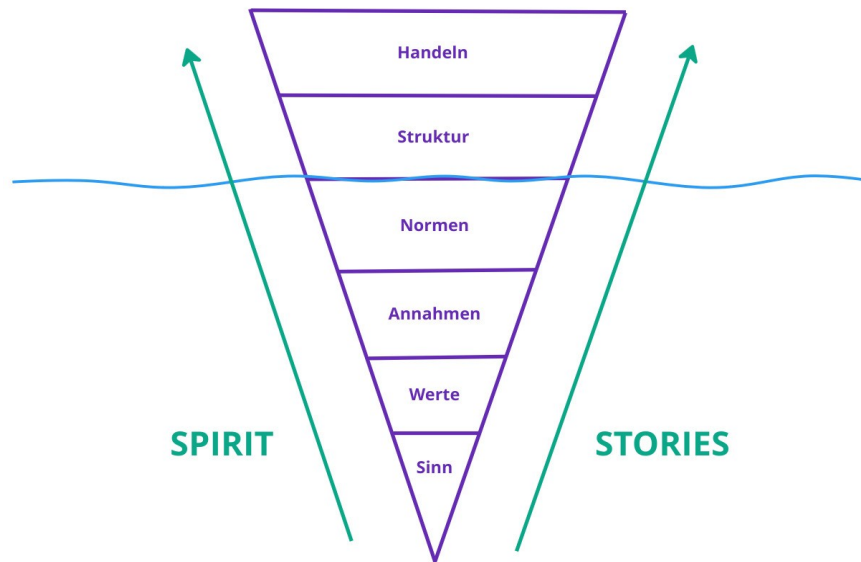 Handeln
Struktur
Normen
Annahmen
Werte
SPIRIT
STORIES
Sinn